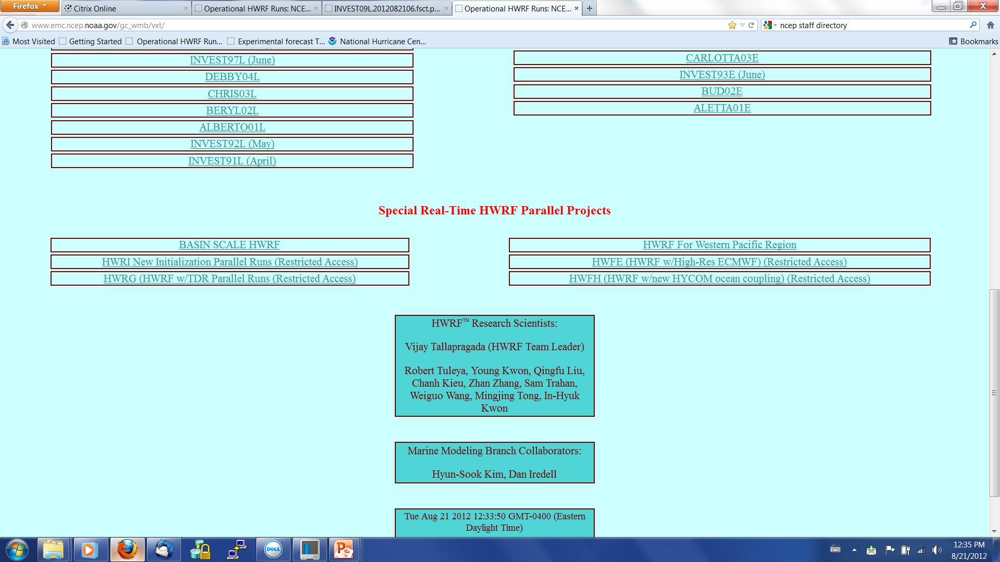 Firefox
Citrix Online
Operational HWRF Runs: NCE...
INVEST09L.2012082106.fsct.p...
Operational HWRF Runs: NCE...
www.emc.ncep.noaa.gov/gc_wmb/vxt/
ncep staff directory
Most Visited
Getting Started
Operational HWRF Run...
Experimental forecast T...
National Hurricane Cen...
Bookmarks
INVEST97L (June)
DEBBY04L
CHRIS03L
BERYL02L
ALBERTO01L
INVEST92L (May)
INVEST91L (April)
CARLOTTA03E
INVEST93E (June)
BUD02E
ALETTA01E
Special Real-Time HWRF Parallel Projects
BASIN SCALE HWRF
HWRI New Initialization Parallel Runs (Restricted Access)
HWRG (HWRF w/TDR Parallel Runs (Restricted Access)
HWRF For Western Pacific Region
HWFE (HWRF w/High-Res ECMWF) (Restricted Access)
HWFH (HWRF w/new HYCOM ocean coupling) (Restricted Access)
HWRF™ Research Scientists:
Vijay Tallapragada (HWRF Team Leader)
Robert Tuleya, Young Kwon, Qingfu Liu,
Chanh Kieu, Zhan Zhang, Sam Trahan,
Weiguo Wang, Mingjing Tong, In-Hyuk
Kwon
Marine Modeling Branch Collaborators:
Hyun-Sook Kim, Dan Iredell
Tue Aug 21 2012 12:33:50 GMT-0400 (Eastern
Daylight Time)
DELL
12:35 PM
8/21/2012